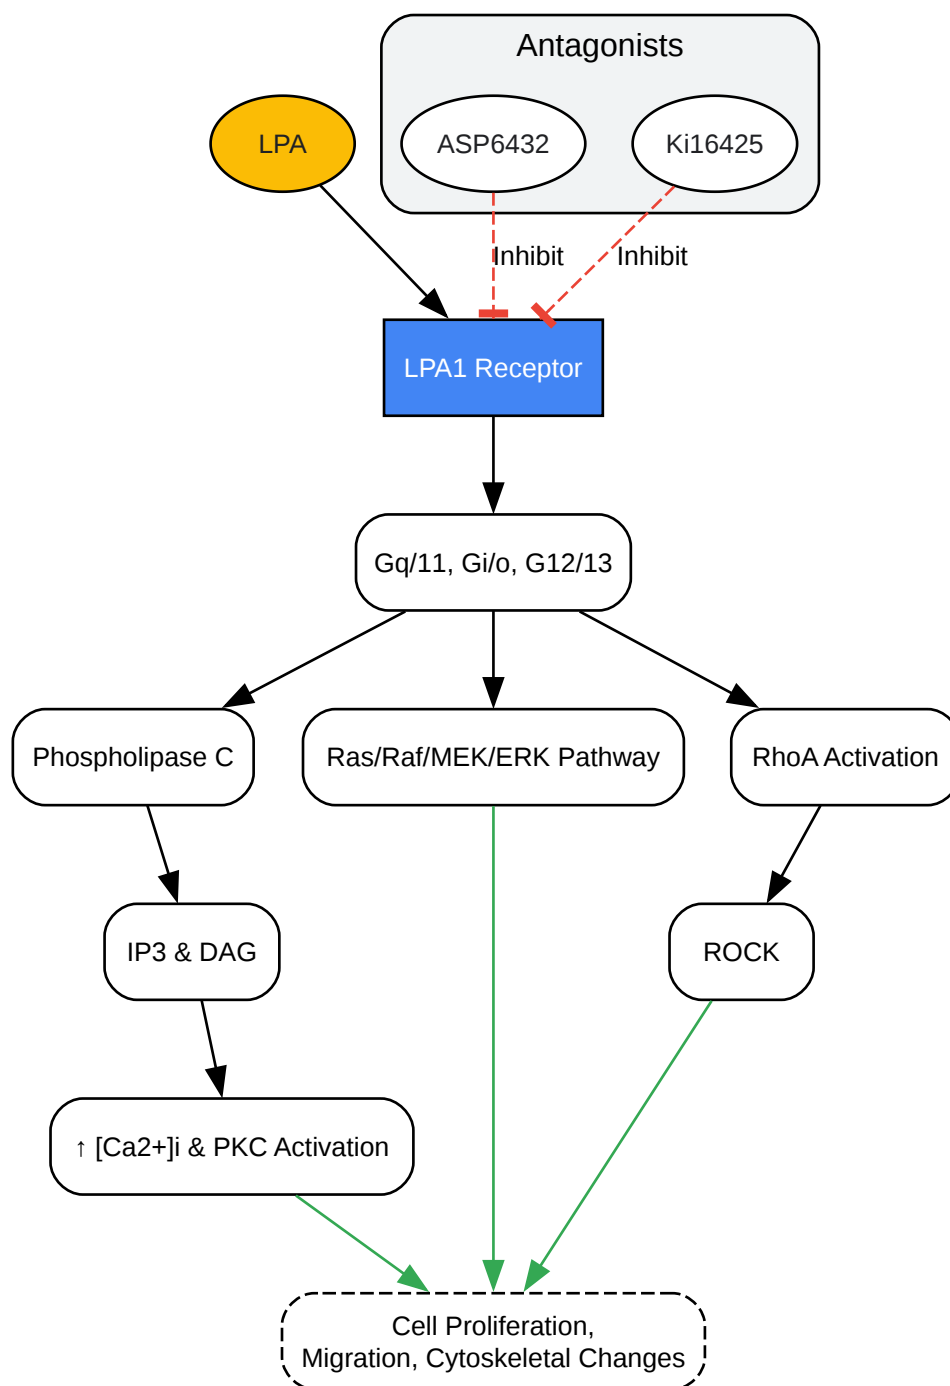 Antagonists
LPA
ASP6432
Ki16425
Inhibit
Inhibit
LPA1 Receptor
Gq/11, Gi/o, G12/13
Phospholipase C
Ras/Raf/MEK/ERK Pathway
RhoA Activation
IP3 & DAG
ROCK
↑ [Ca2+]i & PKC Activation
Cell Proliferation,
Migration, Cytoskeletal Changes